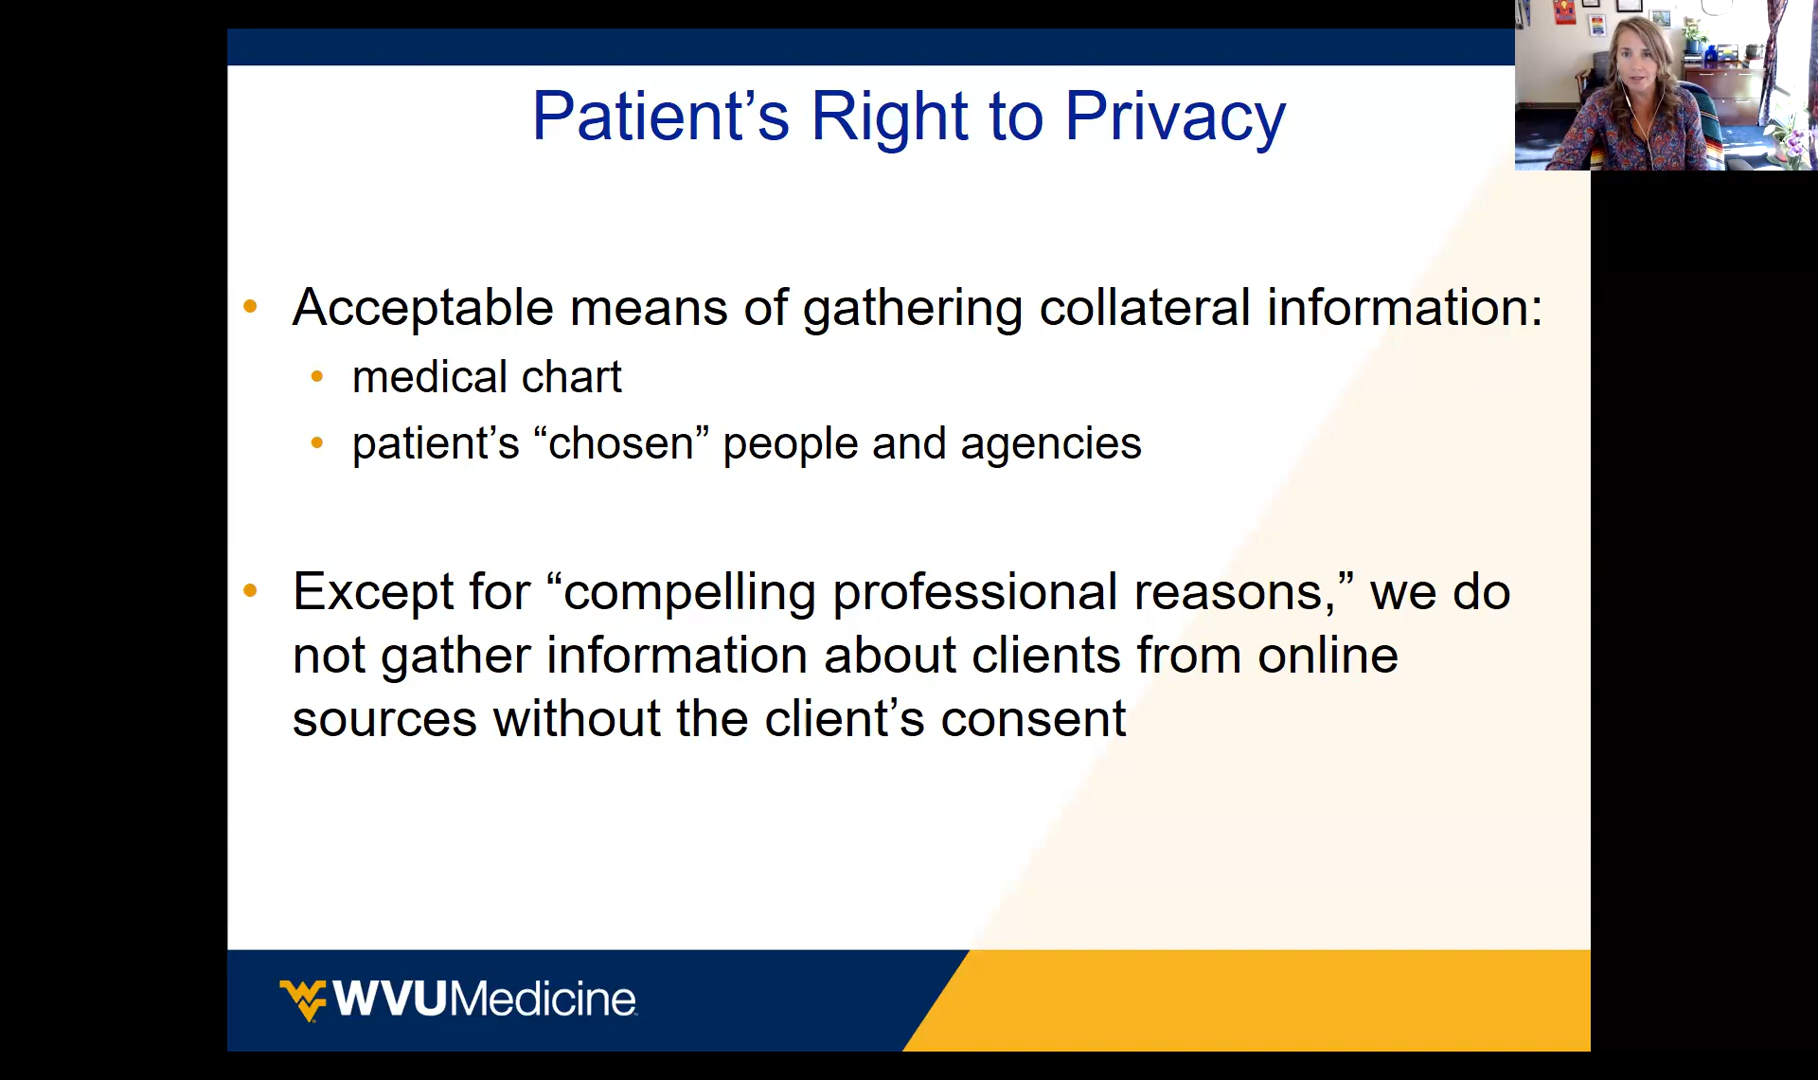 Patient’s Right to Privacy
• Acceptable means of gathering collateral information:
• medical chart
• patient’s “chosen” people and agencies
• Except for “compelling professional reasons,” we do
not gather information about clients from online
sources without the client’s consent
WVUMedicine